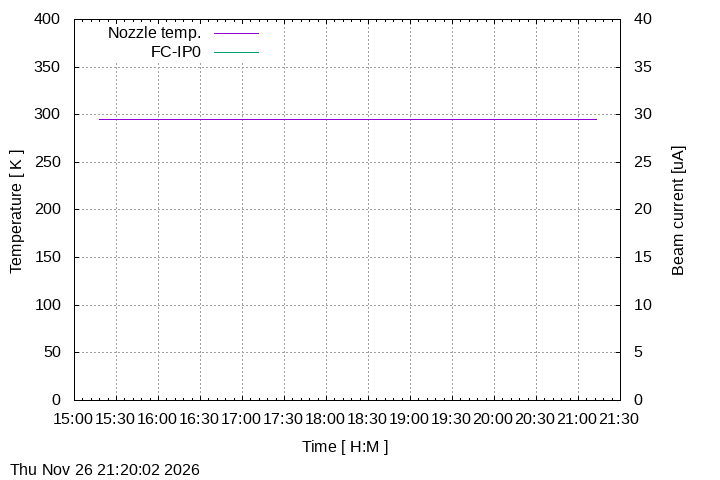 400
350
300
250
200
150
100
50
0
Temperature [ K ]
Nozzle temp.
FC-IP0
40
35
30
25
20
15
10
5
0
Beam current [uA]
15:00 15:30 16:00 16:30 17:00 17:30 18:00 18:30 19:00 19:30 20:00 20:30 21:00 21:30
Time [ H:M ]
Thu Nov 26 21:20:02 2026